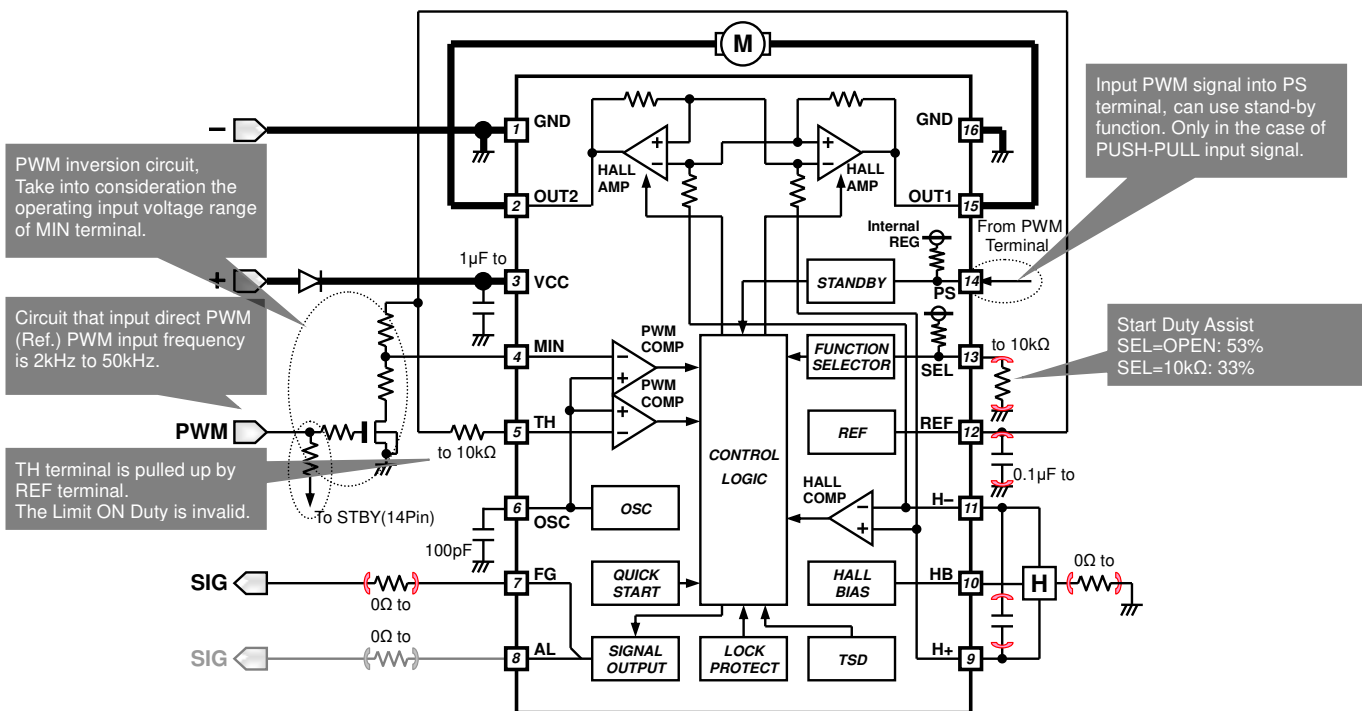 M
Input PWM signal into PS
terminal, can use stand-by
function. Only in the case of
PUSH-PULL input signal.
−
1
GND
GND
16
PWM inversion circuit,
Take into consideration the
operating input voltage range
of MIN terminal.
HALL
AMP
HALL
AMP
2
OUT2
OUT1
15
Internal
REG
From PWM
Terminal
+
1µF to
3
VCC
STANDBY
PS
14
Circuit that input direct PWM
(Ref.) PWM input frequency
is 2kHz to 50kHz.
4
MIN
PWM
COMP
PWM
COMP
FUNCTION
SELECTOR
SEL
13
to 10kΩ
Start Duty Assist
SEL=OPEN: 53%
SEL=10kΩ: 33%
PWM
5
TH
to 10kΩ
REF
REF
12
0.1µF to
TH terminal is pulled up by
REF terminal.
The Limit ON Duty is invalid.
To STBY(14Pin)
CONTROL
LOGIC
HALL
COMP
6
OSC
OSC
100pF
−
+
−
+
−
+
+
−
−
+
H−
11
SIG
0Ω to
7
FG
QUICK
START
HALL
BIAS
HB
10
H
0Ω to
SIG
0Ω to
8
AL
SIGNAL
OUTPUT
LOCK
PROTECT
TSD
H+
9